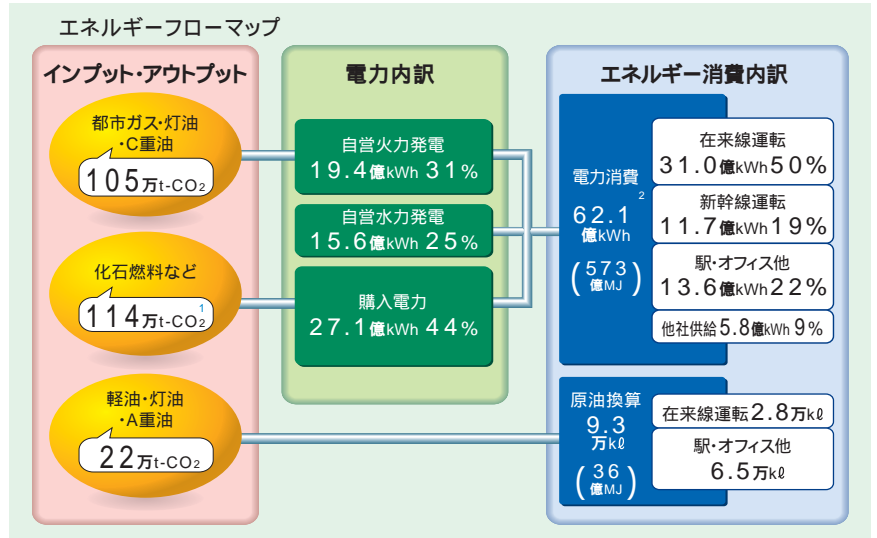 エネルギーフローマップ
インプット・アウトプット
都市ガス・灯油
・C重油
105万t-CO2
化石燃料など
114万t-CO2 1
軽油・灯油
・A重油
22万t-CO2
電力内訳
自営火力発電
19.4億kWh 31%
自営水力発電
15.6億kWh 25%
購入電力
27.1億kWh 44%
エネルギー消費内訳
電力消費
2
62.1
億kWh
(573
億MJ)
在来線運転
31.0億kWh 50%
新幹線運転
11.7億kWh 19%
駅・オフィス他
13.6億kWh 22%
他社供給 5.8億kWh 9%
原油換算
9.3
万kℓ
(36
億MJ)
在来線運転 2.8万kℓ
駅・オフィス他
6.5万kℓ